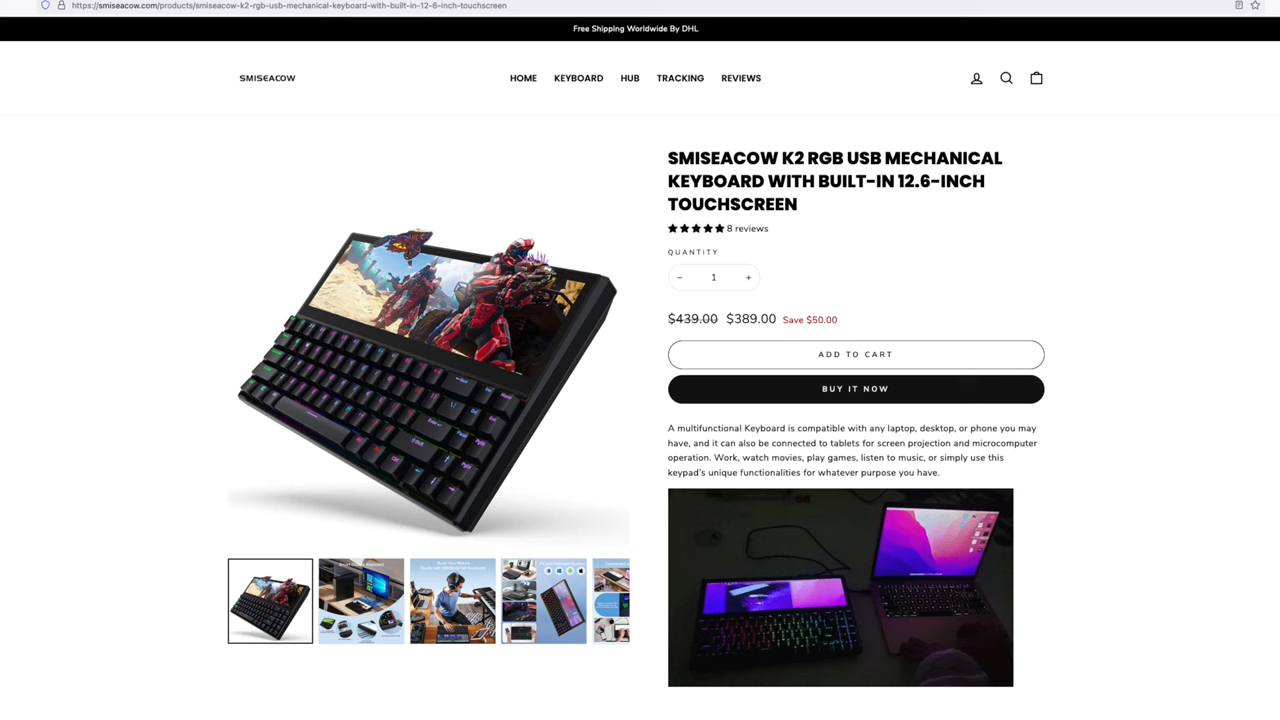 https://smiseacow.com/products/smiseacow-k2-rgb-usb-mechanical-keyboard-with-built-in-12-6-inch-touchscreen
Free Shipping Worldwide By DHL
SMISEACOW
HOME KEYBOARD HUB TRACKING REVIEWS
SMISEACOW K2 RGB USB MECHANICAL
KEYBOARD WITH BUILT-IN 12.6-INCH
TOUCHSCREEN
8 reviews
QUANTITY
− 1 +
$439.00 $389.00 Save $50.00
ADD TO CART
BUY IT NOW
A multifunctional Keyboard is compatible with any laptop, desktop, or phone you may
have, and it can also be connected to tablets for screen projection and microcomputer
operation. Work, watch movies, play games, listen to music, or simply use this
keypad's unique functionalities for whatever purpose you have.